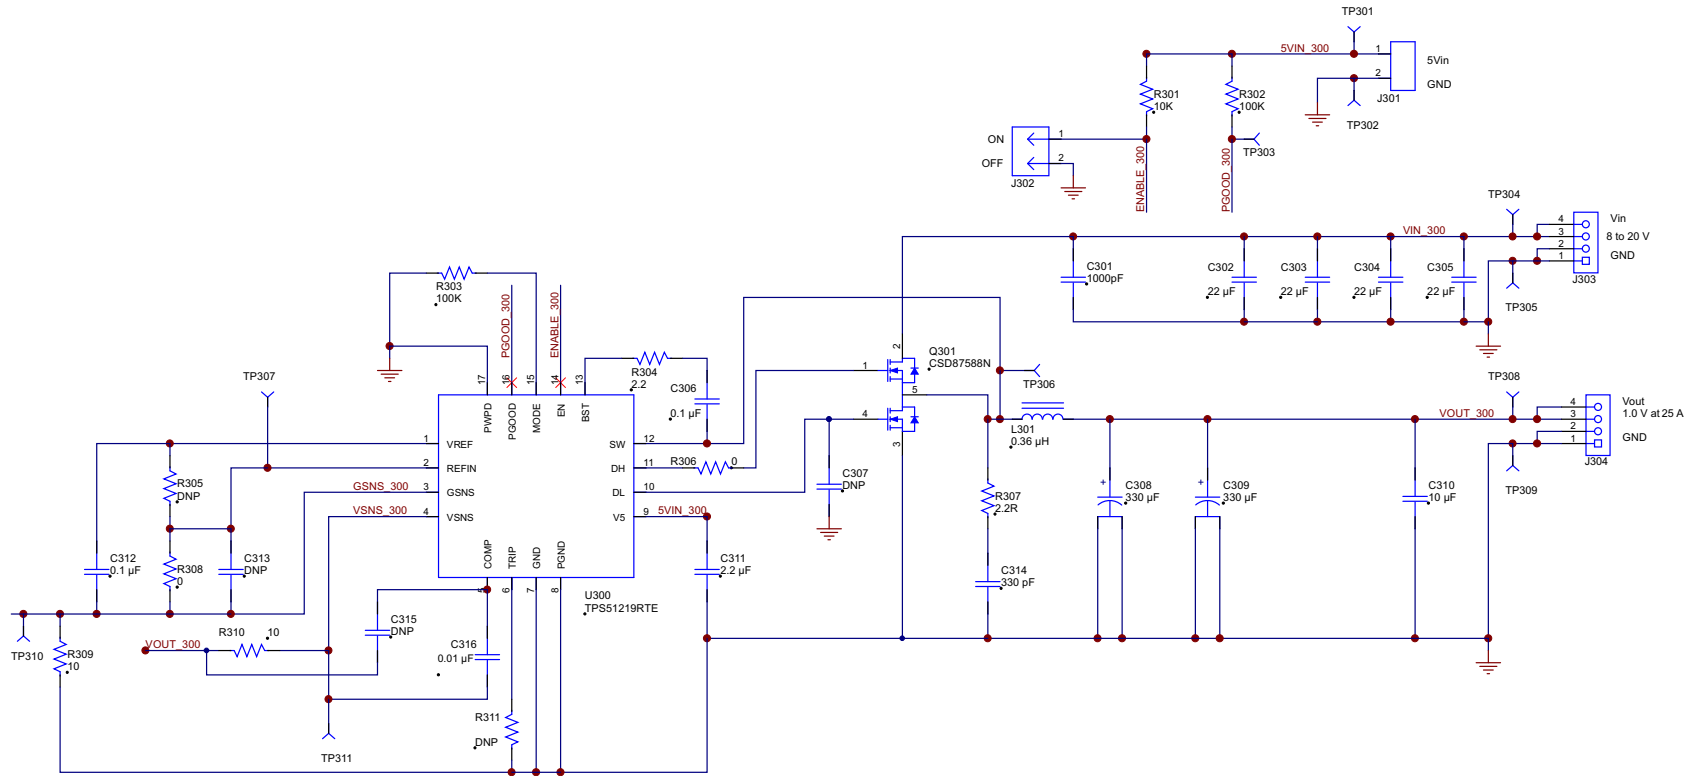 TP301
5VIN_300
1
5Vin
2
GND
J301
R301
10K
R302
100K
TP302
ON
1
OFF
2
J302
TP303
ENABLE_300
PGOOD_300
TP304
VIN_300
4
Vin
3
8 to 20 V
2
GND
1
J303
TP305
C301
1000pF
C302
22 µF
C303
22 µF
C304
22 µF
C305
22 µF
R303
100K
PGOOD_300
ENABLE_300
R304
2.2
C306
0.1 µF
2
Q301
CSD87588N
1
5
4
3
TP306
TP307
TP308
VOUT_300
4
Vout
3
1.0 V at 25 A
2
GND
1
J304
TP309
L301
0.36 µH
17
16
15
14
13
PWPD
PGOOD
MODE
EN
BST
1
VREF
SW
12
2
REFIN
DH
11
R306
0
GSNS_300
3
GSNS
DL
10
VSNS_300
4
VSNS
V5
9
5VIN_300
COMP
TRIP
GND
PGND
5
6
7
8
U300
TPS51219RTE
R305
DNP
C307
DNP
R307
2.2R
C308
330 µF
C309
330 µF
C310
10 µF
C312
0.1 µF
R308
0
C313
DNP
C311
2.2 µF
C314
330 pF
C315
DNP
C316
0.01 µF
TP310
R309
10
VOUT_300
R310
10
TP311
R311
DNP